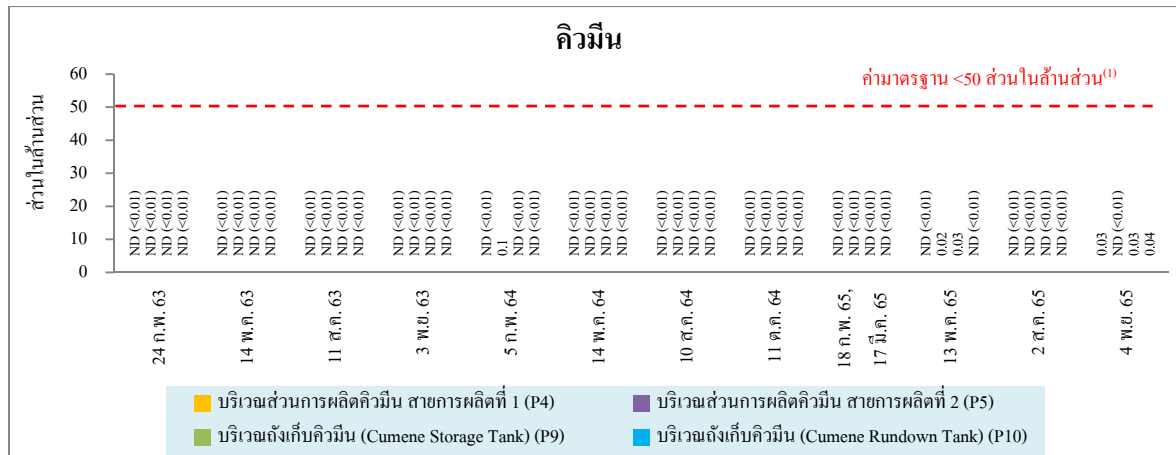 คิวมีน
ค่ามาตรฐาน <50 ส่วนในล้านส่วน(1)
ส่วนในล้านส่วน
60
50
40
30
20
10
0
ND (<0.01) ND (<0.01) ND (<0.01) ND (<0.01)
ND (<0.01) ND (<0.01) ND (<0.01) ND (<0.01)
ND (<0.01) ND (<0.01) ND (<0.01) ND (<0.01)
ND (<0.01) ND (<0.01) ND (<0.01) ND (<0.01)
ND (<0.01) 0.1 ND (<0.01) ND (<0.01)
ND (<0.01) ND (<0.01) ND (<0.01) ND (<0.01)
ND (<0.01) ND (<0.01) ND (<0.01) ND (<0.01)
ND (<0.01) ND (<0.01) ND (<0.01) ND (<0.01)
ND (<0.01) ND (<0.01) ND (<0.01) ND (<0.01)
ND (<0.01) 0.02 0.03 ND (<0.01)
ND (<0.01) ND (<0.01) ND (<0.01) ND (<0.01)
0.03 ND (<0.01) 0.03 0.04
24 ก.พ. 63
14 พ.ค. 63
11 ส.ค. 63
3 พ.ย. 63
5 ก.พ. 64
14 พ.ค. 64
10 ส.ค. 64
11 ต.ค. 64
18 ก.พ. 65,
17 มี.ค. 65
13 พ.ค. 65
2 ส.ค. 65
4 พ.ย. 65
บริเวณส่วนการผลิตคิวมีน สายการผลิตที่ 1 (P4)
บริเวณส่วนการผลิตคิวมีน สายการผลิตที่ 2 (P5)
บริเวณถังเก็บคิวมีน (Cumene Storage Tank) (P9)
บริเวณถังเก็บคิวมีน (Cumene Rundown Tank) (P10)